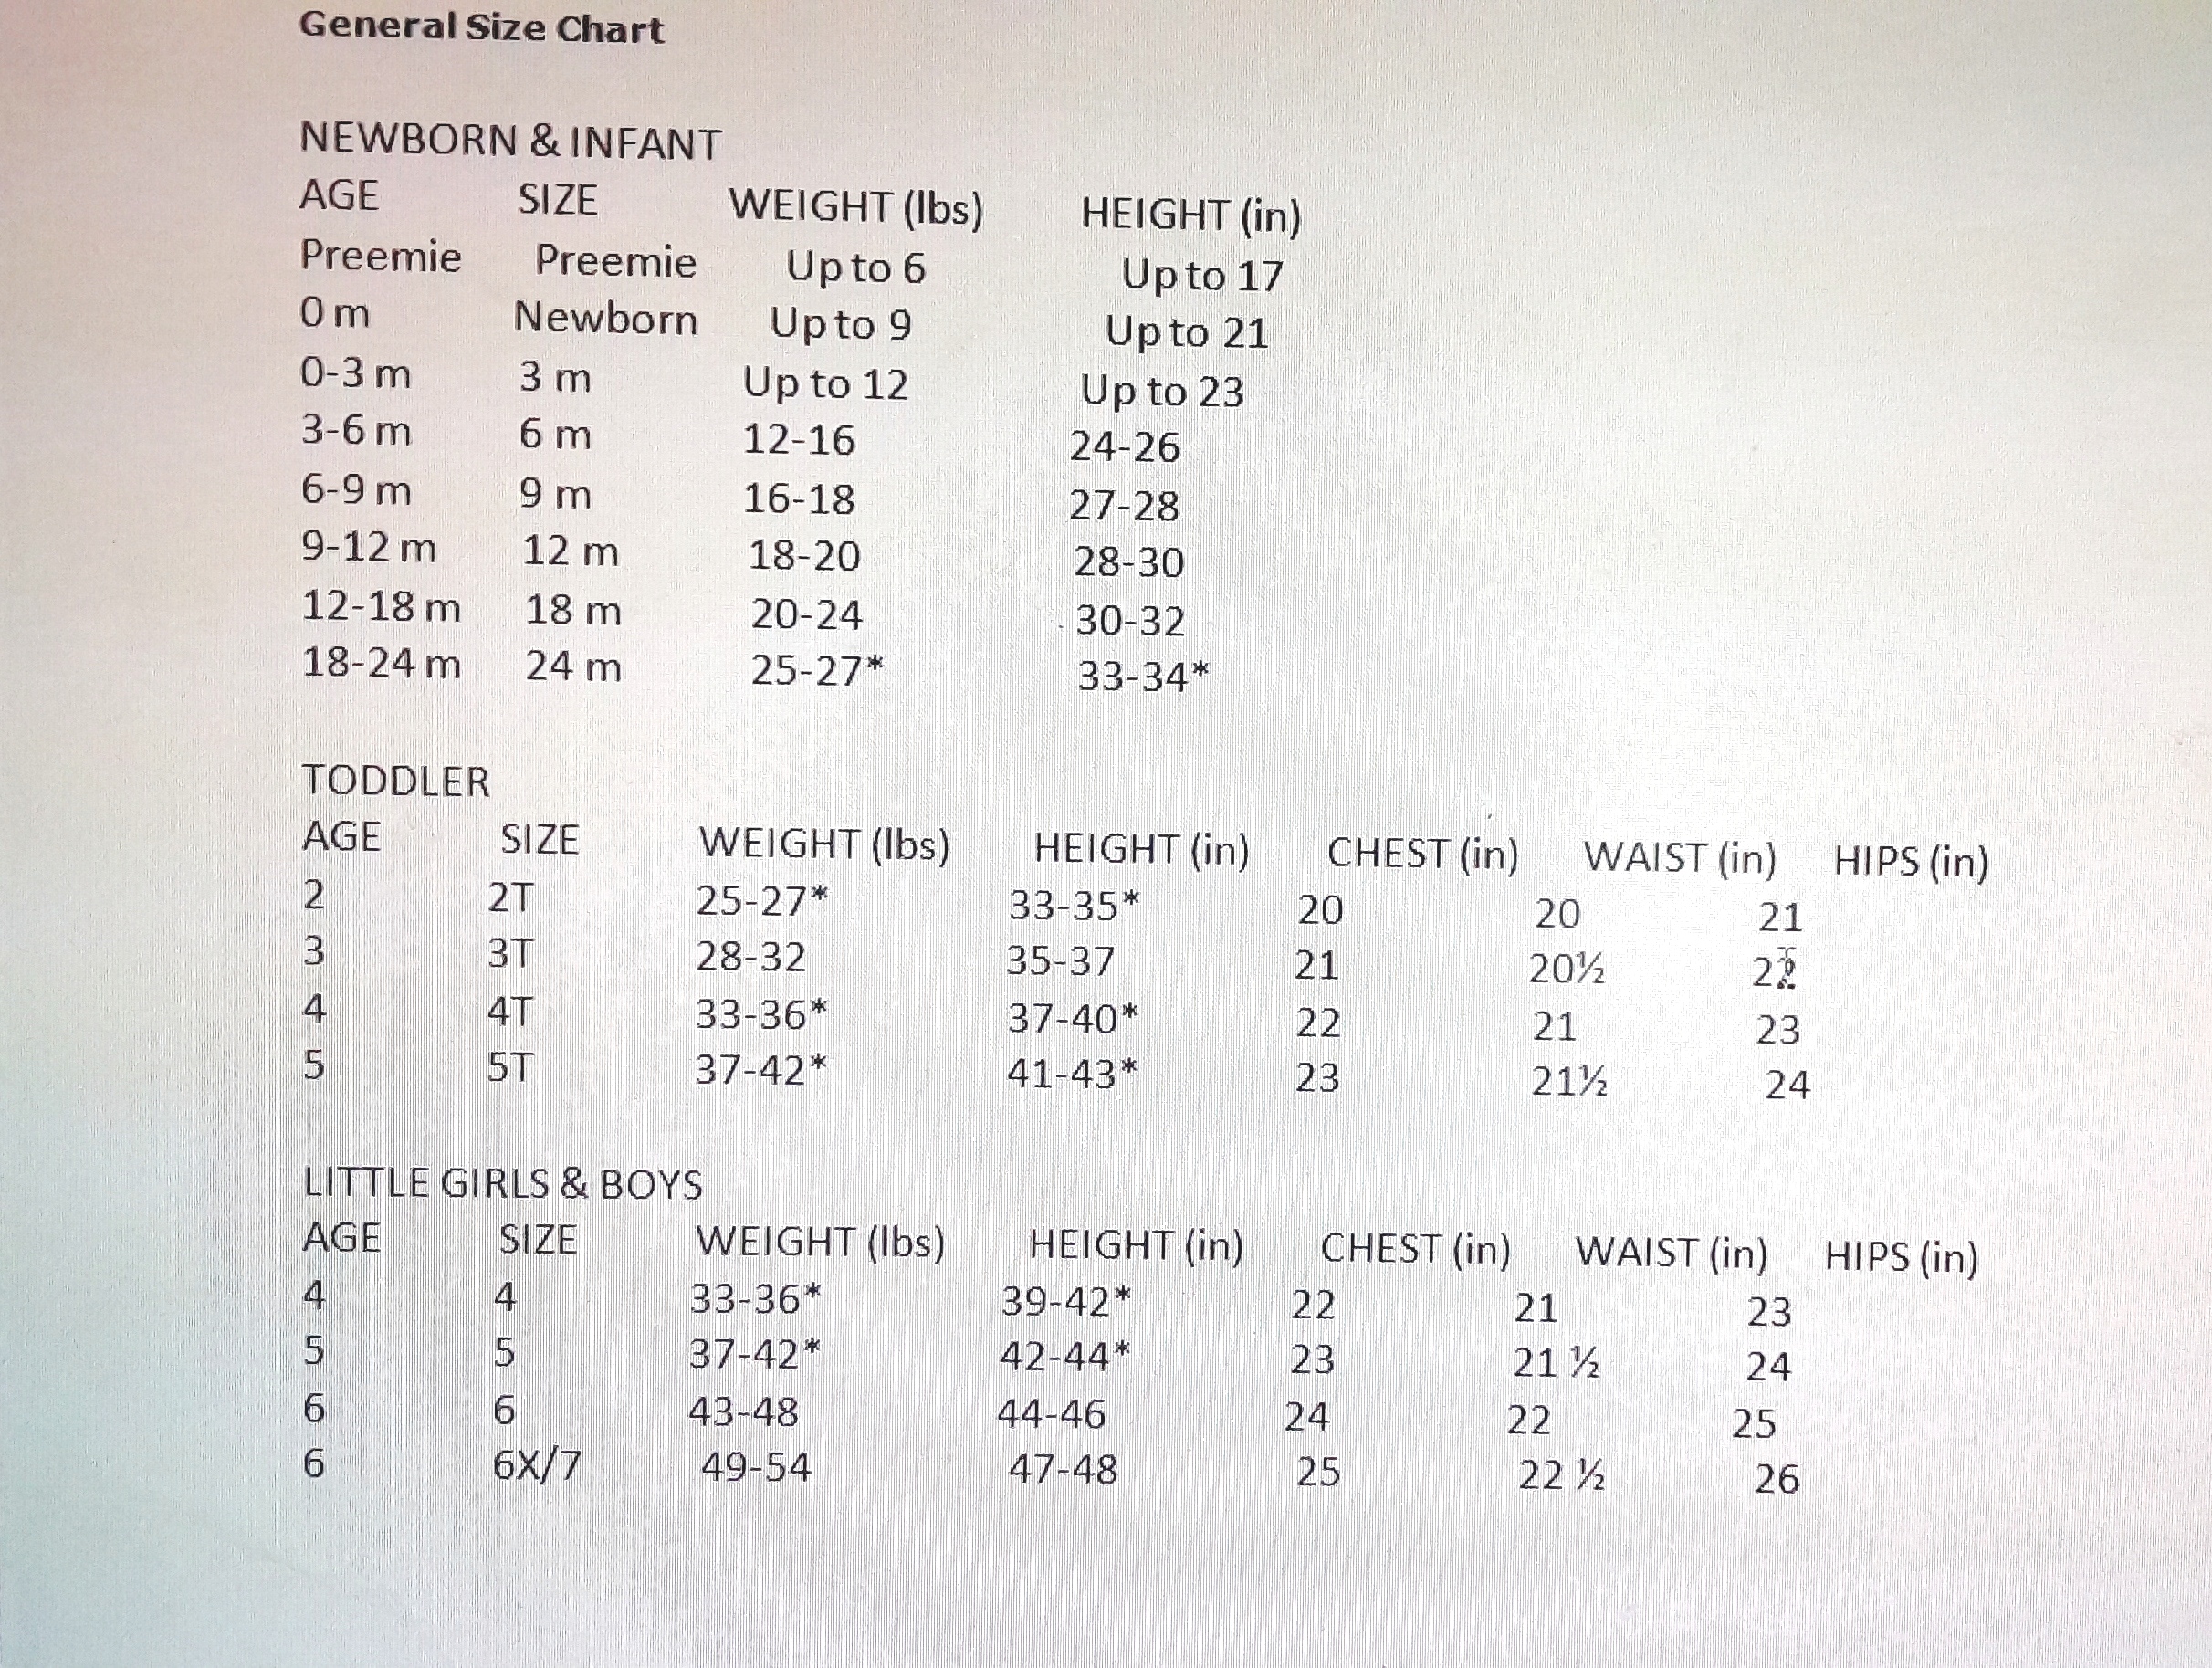 General Size Chart
NEWBORN & INFANT
AGE SIZE WEIGHT (lbs) HEIGHT (in)
Preemie Preemie Up to 6 Up to 17
0 m Newborn Up to 9 Up to 21
0-3 m 3 m Up to 12 Up to 23
3-6 m 6 m 12-16 24-26
6-9 m 9 m 16-18 27-28
9-12 m 12 m 18-20 28-30
12-18 m 18 m 20-24 30-32
18-24 m 24 m 25-27* 33-34*
TODDLER
AGE SIZE WEIGHT (lbs) HEIGHT (in) CHEST (in) WAIST (in) HIPS (in)
2 2T 25-27* 33-35* 20 20 21
3 3T 28-32 35-37 21 20½ 22
4 4T 33-36* 37-40* 22 21 23
5 5T 37-42* 41-43* 23 21½ 24
LITTLE GIRLS & BOYS
AGE SIZE WEIGHT (lbs) HEIGHT (in) CHEST (in) WAIST (in) HIPS (in)
4 4 33-36* 39-42* 22 21 23
5 5 37-42* 42-44* 23 21 ½ 24
6 6 43-48 44-46 24 22 25
6 6X/7 49-54 47-48 25 22 ½ 26